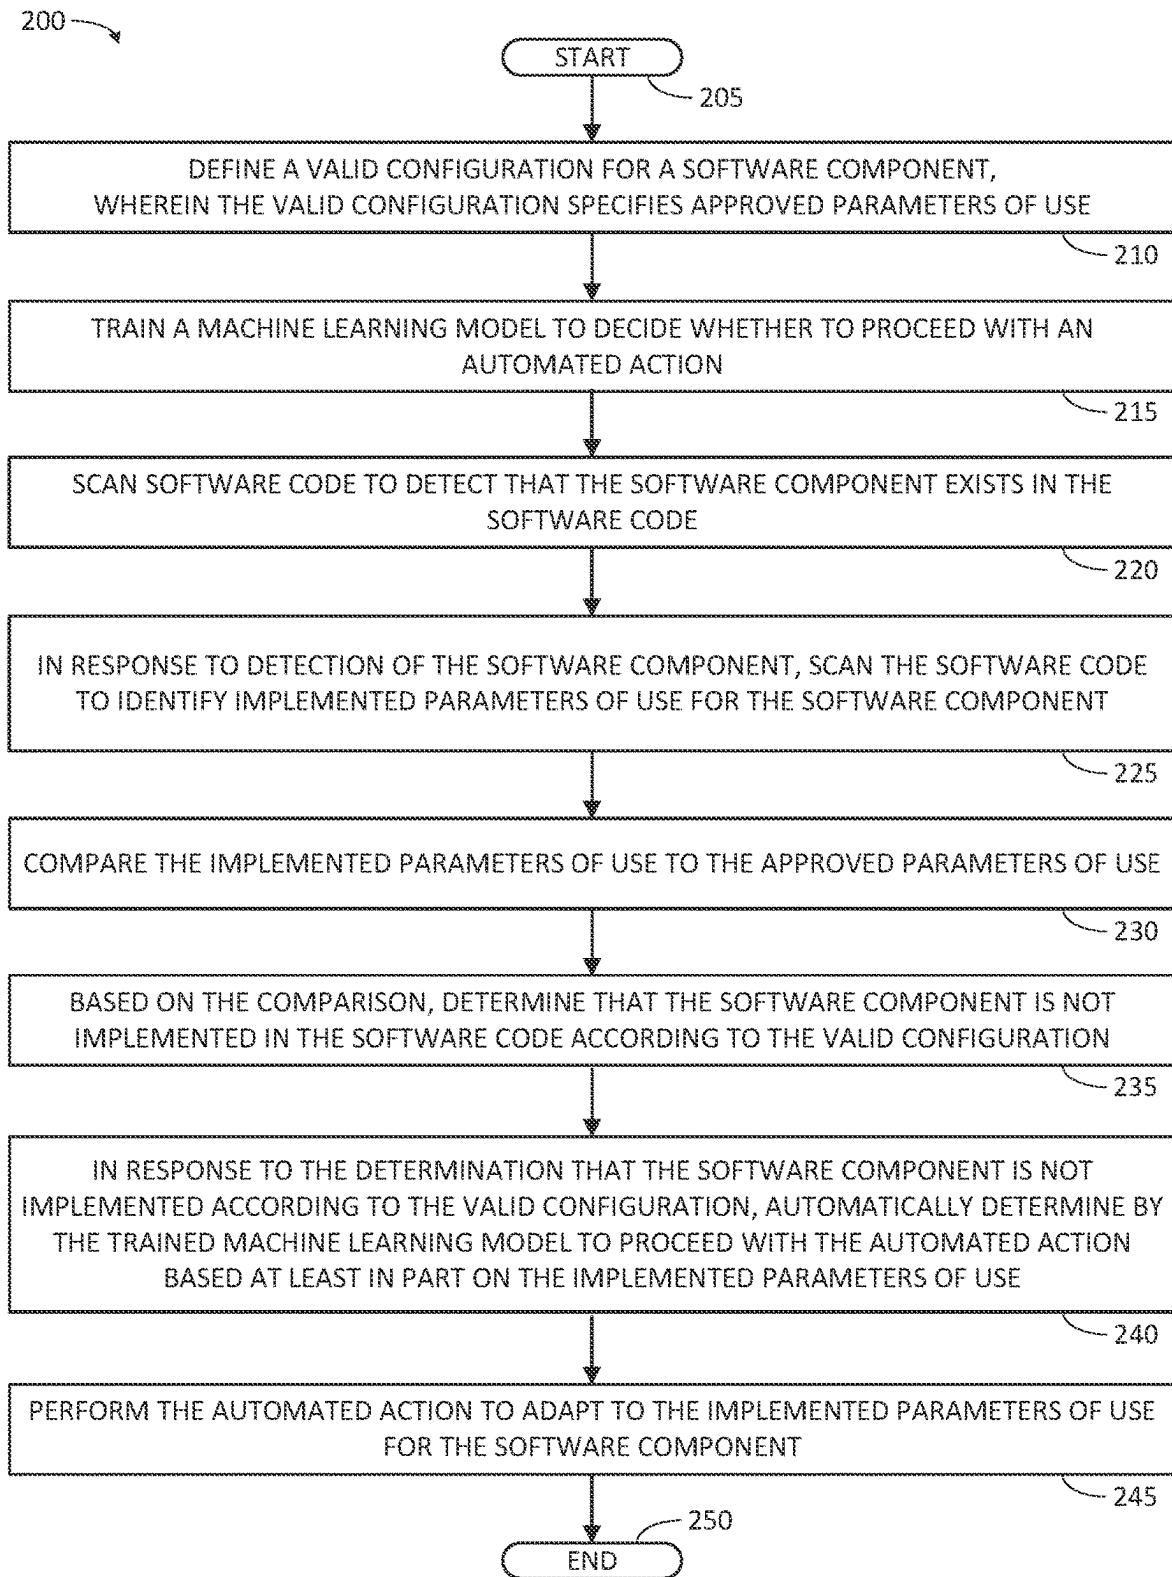 200
START
205
DEFINE A VALID CONFIGURATION FOR A SOFTWARE COMPONENT,
WHEREIN THE VALID CONFIGURATION SPECIFIES APPROVED PARAMETERS OF USE
210
TRAIN A MACHINE LEARNING MODEL TO DECIDE WHETHER TO PROCEED WITH AN
AUTOMATED ACTION
215
SCAN SOFTWARE CODE TO DETECT THAT THE SOFTWARE COMPONENT EXISTS IN THE
SOFTWARE CODE
220
IN RESPONSE TO DETECTION OF THE SOFTWARE COMPONENT, SCAN THE SOFTWARE CODE
TO IDENTIFY IMPLEMENTED PARAMETERS OF USE FOR THE SOFTWARE COMPONENT
225
COMPARE THE IMPLEMENTED PARAMETERS OF USE TO THE APPROVED PARAMETERS OF USE
230
BASED ON THE COMPARISON, DETERMINE THAT THE SOFTWARE COMPONENT IS NOT
IMPLEMENTED IN THE SOFTWARE CODE ACCORDING TO THE VALID CONFIGURATION
235
IN RESPONSE TO THE DETERMINATION THAT THE SOFTWARE COMPONENT IS NOT
IMPLEMENTED ACCORDING TO THE VALID CONFIGURATION, AUTOMATICALLY DETERMINE BY
THE TRAINED MACHINE LEARNING MODEL TO PROCEED WITH THE AUTOMATED ACTION
BASED AT LEAST IN PART ON THE IMPLEMENTED PARAMETERS OF USE
240
PERFORM THE AUTOMATED ACTION TO ADAPT TO THE IMPLEMENTED PARAMETERS OF USE
FOR THE SOFTWARE COMPONENT
245
250
END